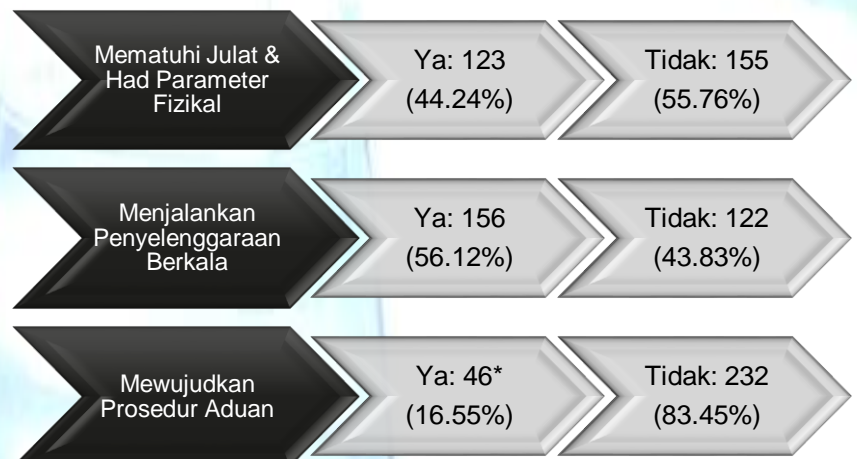 Mematuhi Julat &
Had Parameter
Fizikal
Ya: 123
(44.24%)
Tidak: 155
(55.76%)
Menjalankan
Penyelenggaraan
Berkala
Ya: 156
(56.12%)
Tidak: 122
(43.83%)
Mewujudkan
Prosedur Aduan
Ya: 46*
(16.55%)
Tidak: 232
(83.45%)